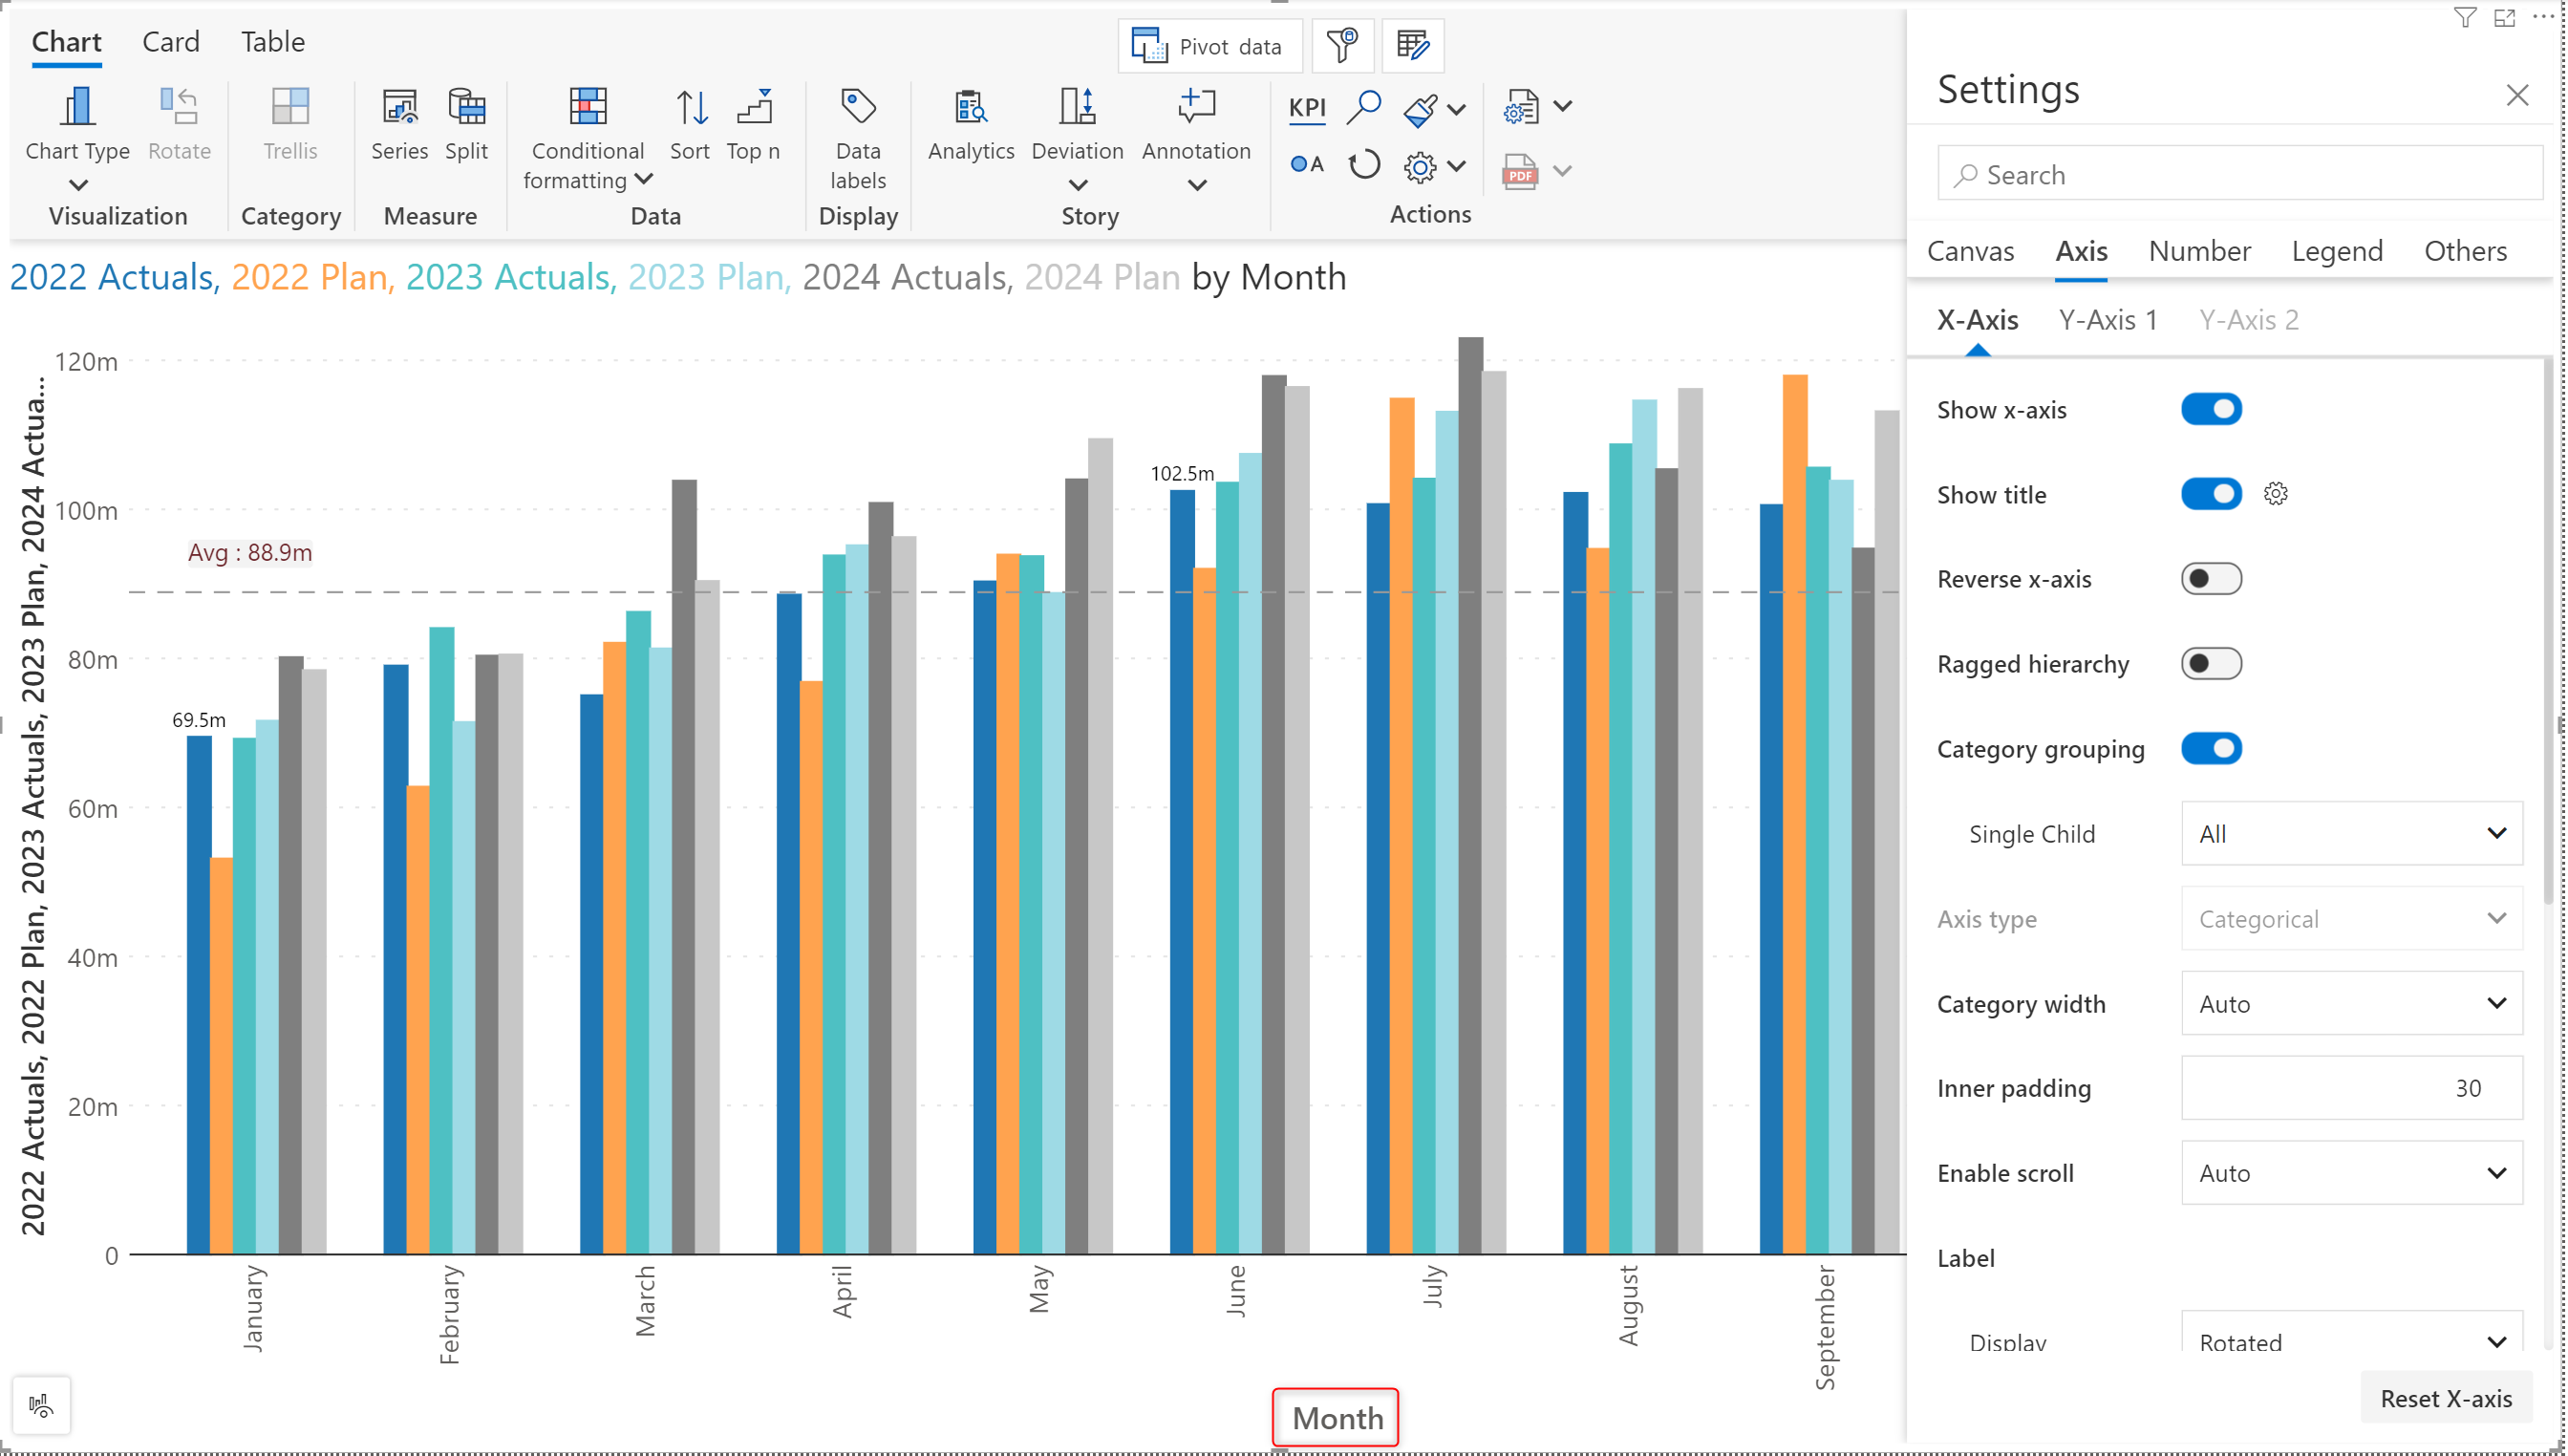 Chart Card Table
Pivot data
Chart Type
Rotate
Trellis
Series
Split
Conditional
formatting
Sort
Top n
Data
labels
Analytics
Deviation
Annotation
KPI
A
PDF
Visualization
Category
Measure
Data
Display
Story
Actions
2022 Actuals, 2022 Plan, 2023 Actuals, 2023 Plan, 2024 Actuals, 2024 Plan by Month
2022 Actuals, 2022 Plan, 2023 Actuals, 2023 Plan, 2024 Actua...
120m
100m
80m
60m
40m
20m
0
Avg : 88.9m
69.5m
102.5m
January
February
March
April
May
June
July
August
September
Month
Settings
Search
Canvas Axis Number Legend Others
X-Axis Y-Axis 1 Y-Axis 2
Show x-axis
Show title
Reverse x-axis
Ragged hierarchy
Category grouping
Single Child All
Axis type Categorical
Category width Auto
Inner padding 30
Enable scroll Auto
Label
Display Rotated
Reset X-axis